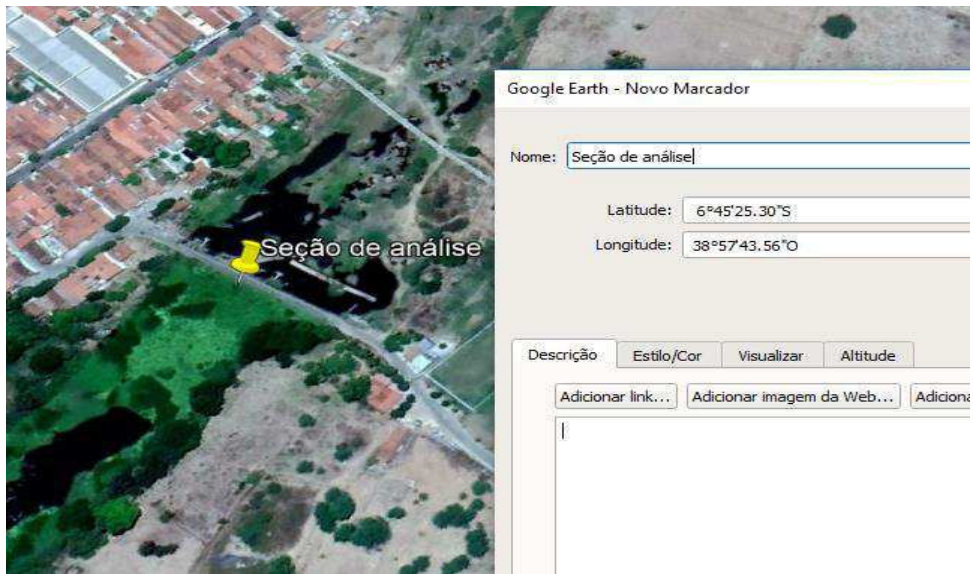 Google Earth - Novo Marcador
Nome: Seção de análise
Latitude: 6°45'25.30"S
Longitude: 38°57'43.56"O
Seção de análise
Descrição Estilo/Cor Visualizar Altitude
Adicionar link... Adicionar imagem da Web...